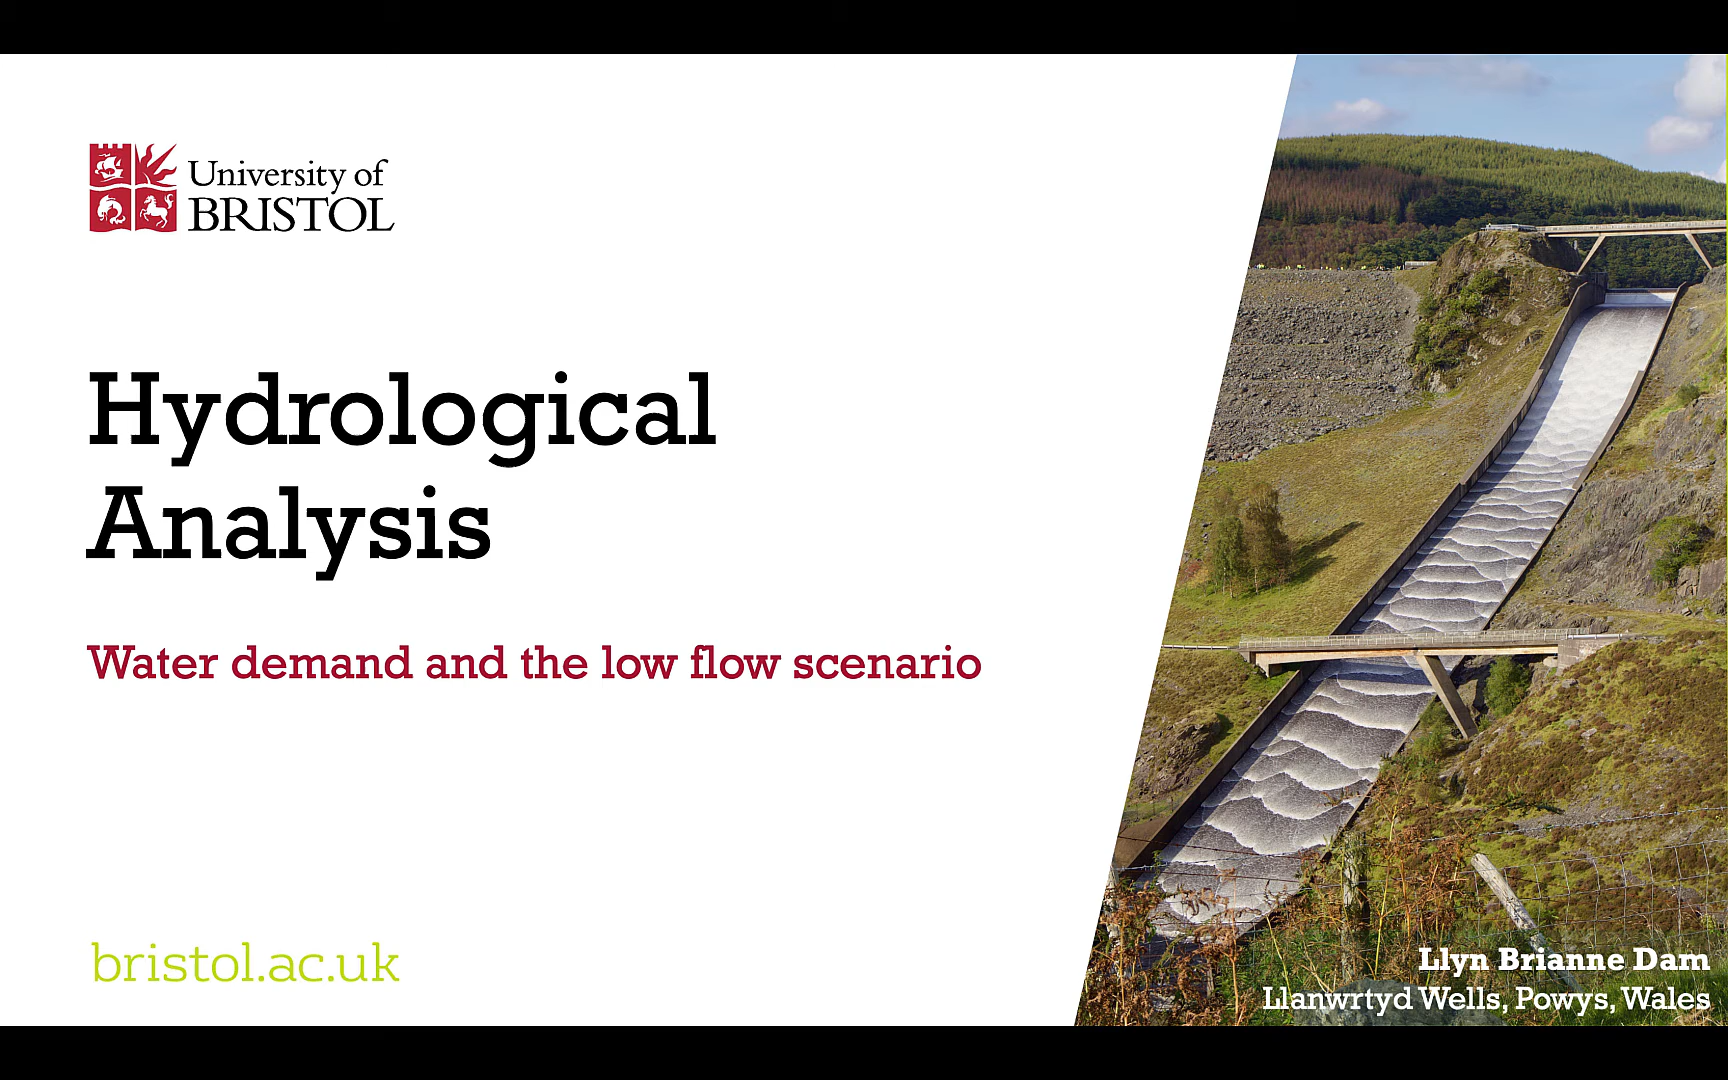 University of
BRISTOL
Hydrological
Analysis
Water demand and the low flow scenario
bristol.ac.uk
Llyn Brianne Dam
Llanwrtyd Wells, Powys, Wales